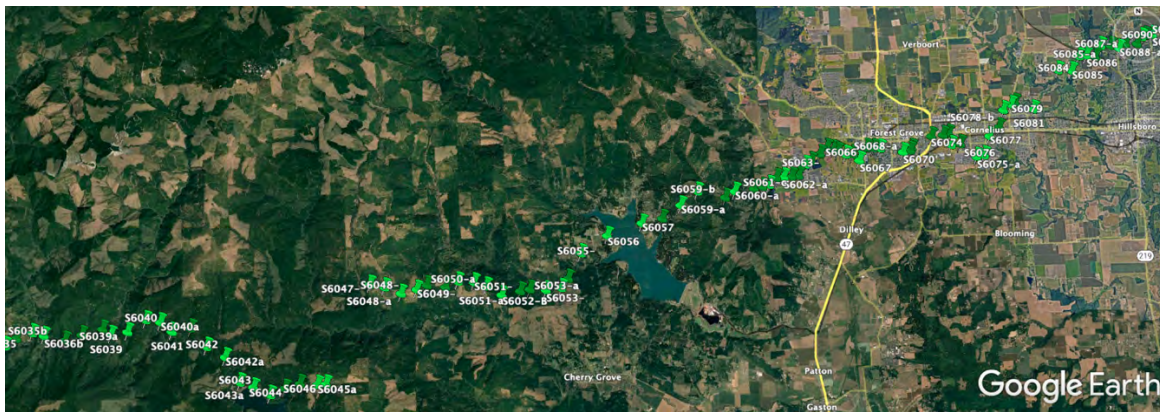 N
S6090
S6087-a
Verboort
S6088-a
S6085-a
S6086
S6084
S6085
S6079
S6078-b
S6081
Hillsboro
Forest Grove
Cornelius
S6077
S6068-a
S6074
S6066
S6076
S6063-
S6067
S6070
S6075-a
S6061-
S6062-a
S6059-b
S6060-a
S6059-a
S6057
Dilley
Blooming
S6056
47
S6055-
219
S6050-a
S6047-
S6048-
S6051-
S6053-a
S6049-
S6048-a
S6051-a
S6052-B
S6053
S6040
S6040a
S6035b
S6039a
S6036b
S6039
S6041
S6042
35
S6042a
Patton
Cherry Grove
S6043
S6046
S6045a
S6044
S6043a
Google Earth
Gaston